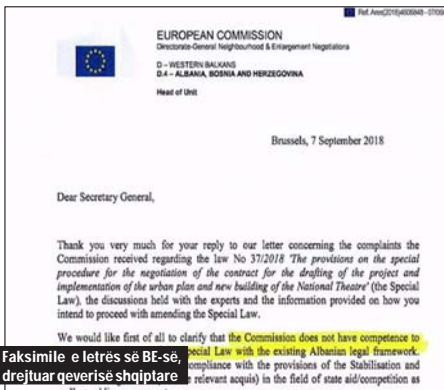 Ref. Ares(2018)4606848 - 07/09/
EUROPEAN COMMISSION
Directorate-General Neighbourhood & Enlargement Negotiations
D – WESTERN BALKANS
D.4 – ALBANIA, BOSNIA AND HERZEGOVINA
Head of Unit
Brussels, 7 September 2018
Dear Secretary General,
Thank you very much for your reply to our letter concerning the complaints the
Commission received regarding the law No 37/2018 'The provisions on the special
procedure for the negotiation of the contract for the drafting of the project and
implementation of the urban plan and new building of the National Theatre' (the Special
Law), the discussions held with the experts and the information provided on how you
intend to proceed with amending the Special Law.
We would like first of all to clarify that the Commission does not have competence to
pecial Law with the existing Albanian legal framework.
ompliance with the provisions of the Stabilisation and
e relevant acquis) in the field of state aid/competition as
Faksimile e letrës së BE-së,
drejtuar qeverisë shqiptare